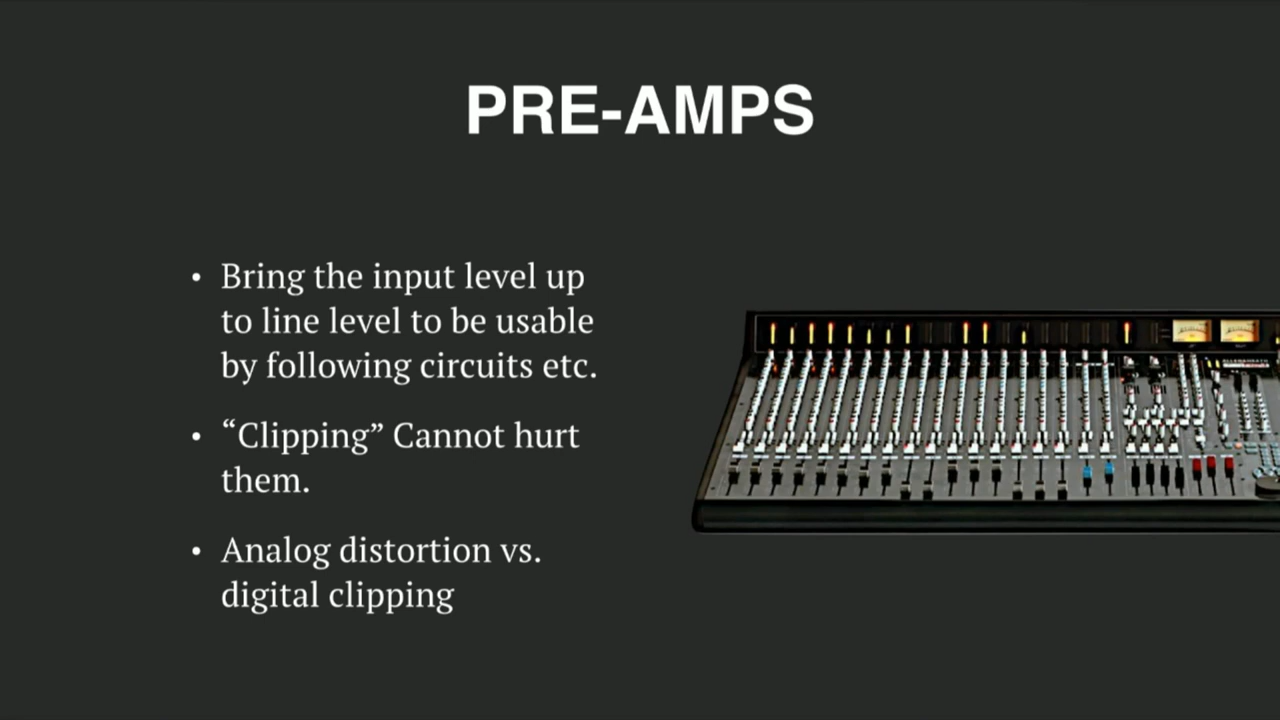 PRE-AMPS
• Bring the input level up
to line level to be usable
by following circuits etc.
• “Clipping” Cannot hurt
them.
• Analog distortion vs.
digital clipping